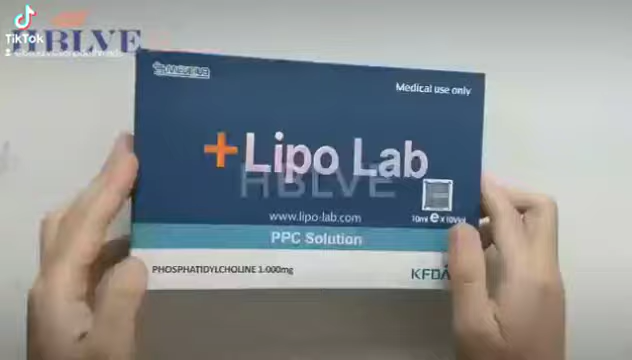 TikTok
HBLVE
Medical use only
+Lipo Lab
HBLVE
www.lipo-lab.com
10ml e X 10Vial
PPC Solution
PHOSPHATIDYLCHOLINE 1.000mg
KFDA